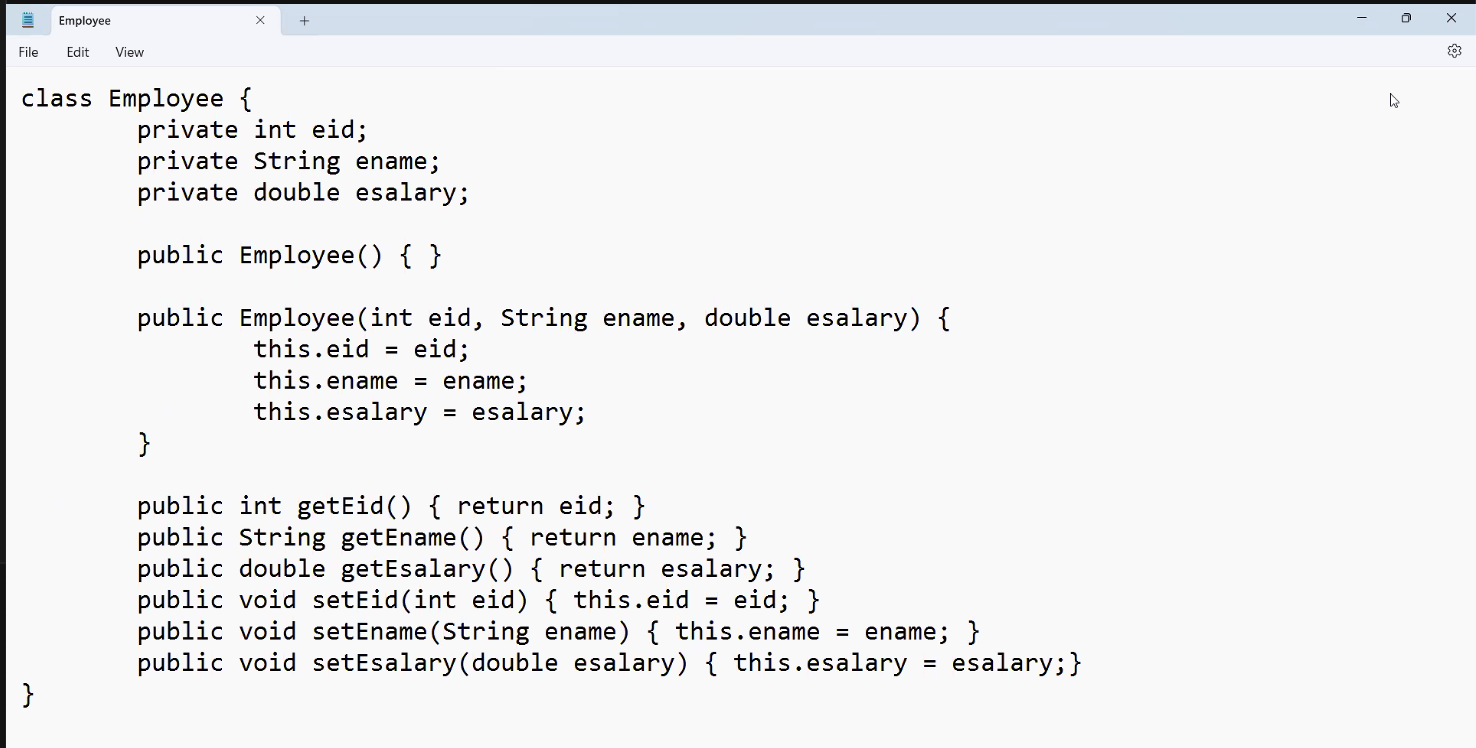 Employee
File Edit View
class Employee {
        private int eid;
        private String ename;
        private double esalary;

        public Employee() { }

        public Employee(int eid, String ename, double esalary) {
                this.eid = eid;
                this.ename = ename;
                this.esalary = esalary;
        }

        public int getEid() { return eid; }
        public String getEname() { return ename; }
        public double getEsalary() { return esalary; }
        public void setEid(int eid) { this.eid = eid; }
        public void setEname(String ename) { this.ename = ename; }
        public void setEsalary(double esalary) { this.esalary = esalary;}
}